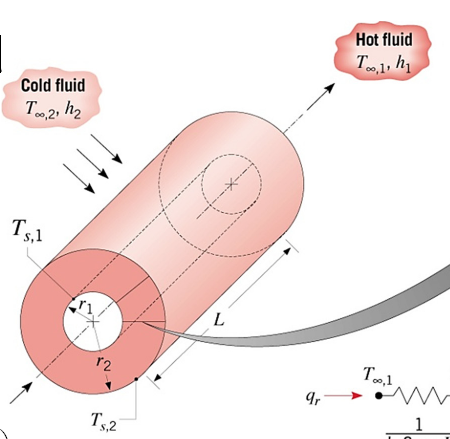 Hot fluid
T∞,1, h1
Cold fluid
T∞,2, h2
Ts,1
r1
r2
L
Ts,2
qr
T∞,1
1